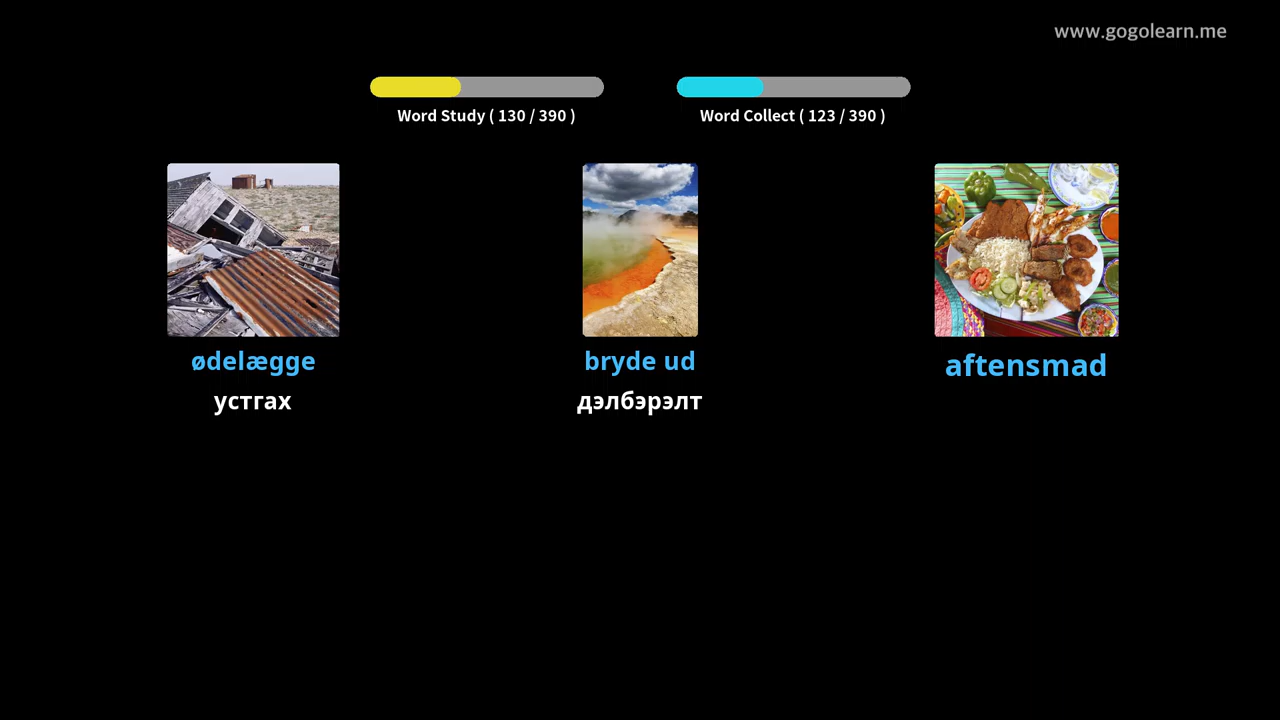 www.gogolearn.me
Word Study ( 130 / 390 )
Word Collect ( 123 / 390 )
ødelægge
bryde ud
aftensmad
устгах
дэлбэрэлт